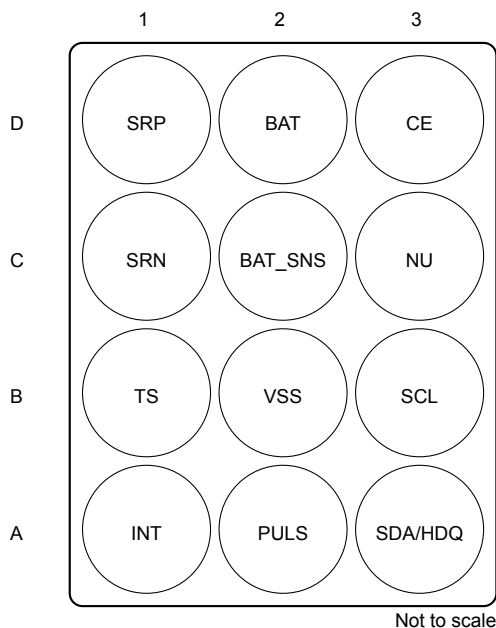 1 2 3
D SRP BAT CE
C SRN BAT_SNS NU
B TS VSS SCL
A INT PULS SDA/HDQ
Not to scale